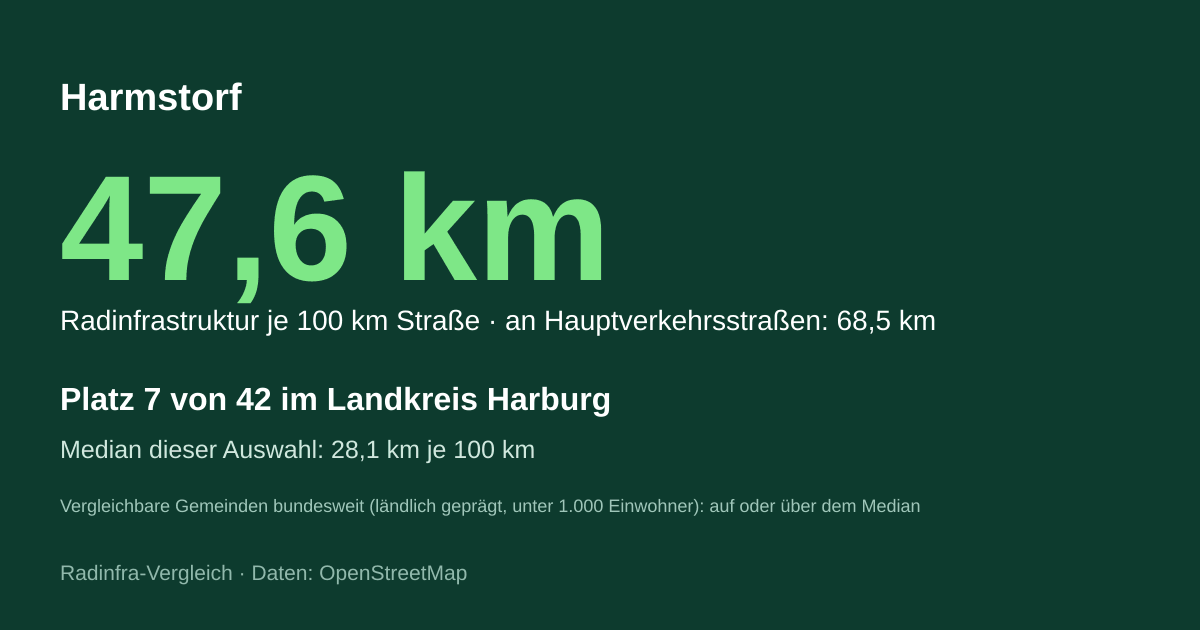 Harmstorf
47,6 km
Radinfrastruktur je 100 km Straße · an Hauptverkehrsstraßen: 68,5 km
Platz 7 von 42 im Landkreis Harburg
Median dieser Auswahl: 28,1 km je 100 km
Vergleichbare Gemeinden bundesweit (ländlich geprägt, unter 1.000 Einwohner): auf oder über dem Median
Radinfra-Vergleich · Daten: OpenStreetMap